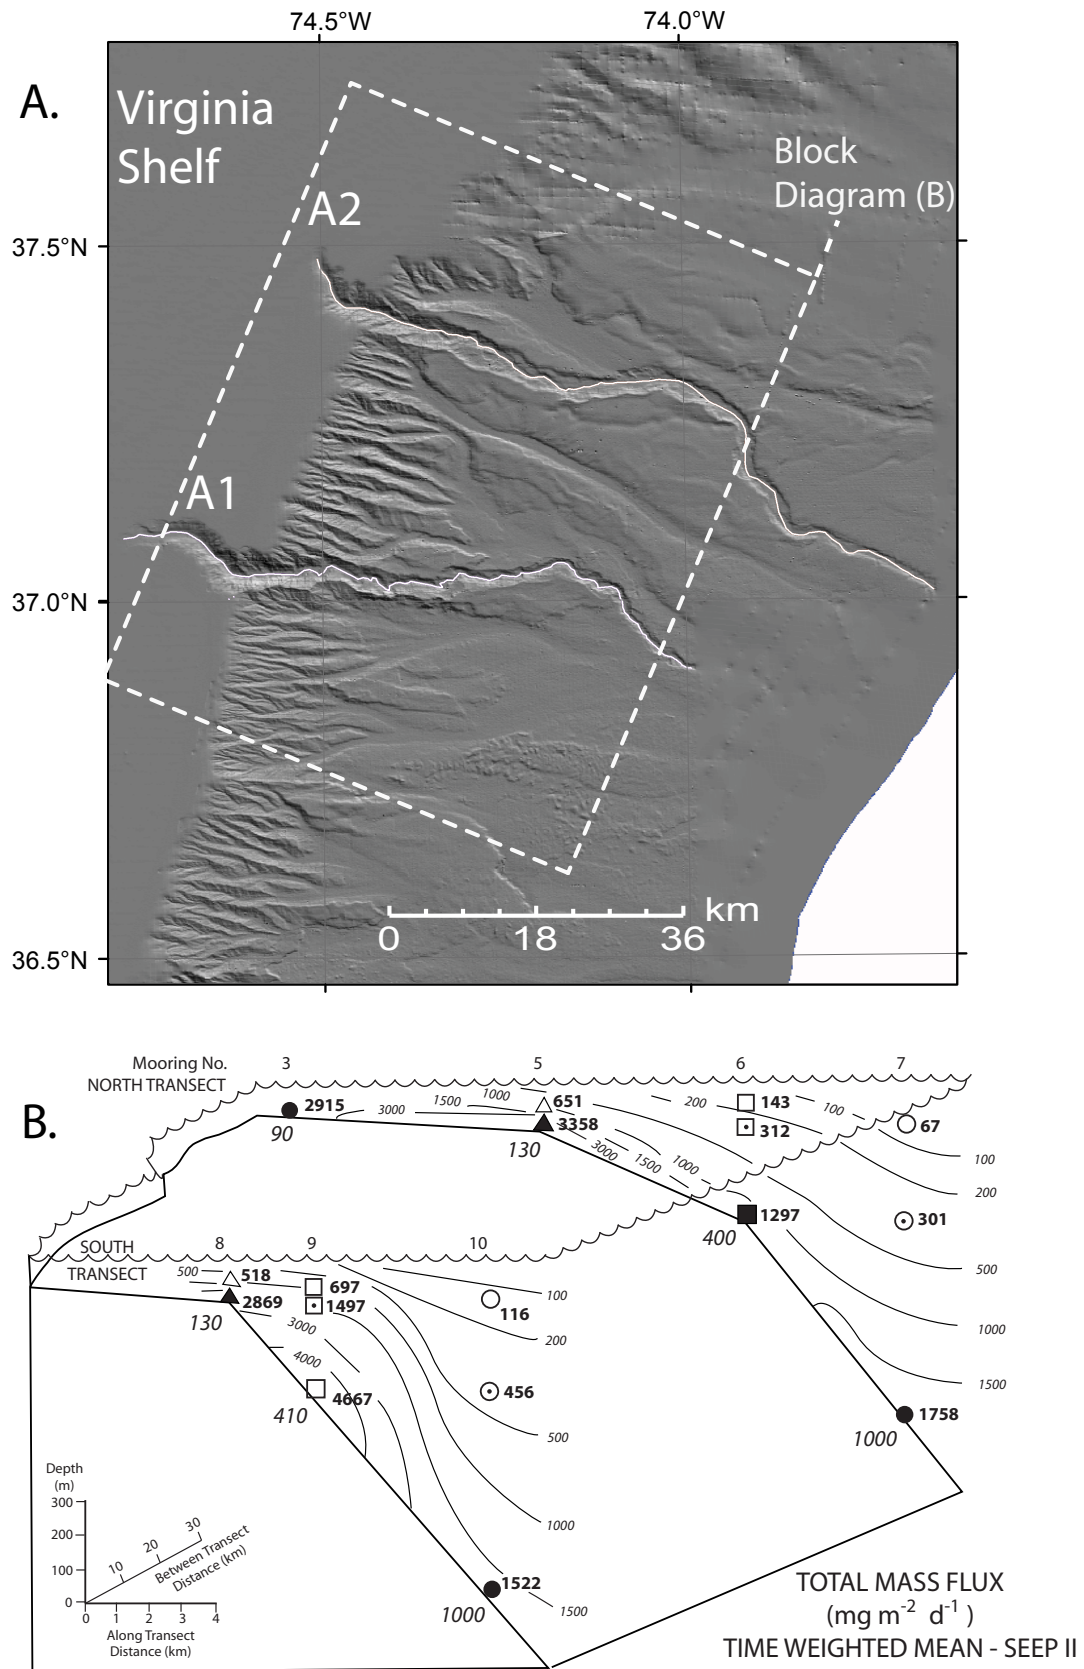 74.5°W 74.0°W
A.
Virginia
Shelf
Block
Diagram (B)
A2
37.5°N
A1
37.0°N
km
0 18 36
36.5°N
Mooring No. 3 5 6 7
NORTH TRANSECT
B.
2915 3000 1500 1000 651 200 143 100
90 3358 312 67
130 3000 1500 1000 100
200
301
1297
400
SOUTH 8 9 10
TRANSECT 500 518 697 100 500
2869 1497 116
130 3000 200 1000
4000
4667 456 1500
410 500 1758
1000
Depth
(m)
300
200
100
0
10 20 30
Between Transect
Distance (km)
0 1 2 3 4
Along Transect
Distance (km)
1000
1522
1000 1500
TOTAL MASS FLUX
(mg m⁻² d⁻¹ )
TIME WEIGHTED MEAN - SEEP II